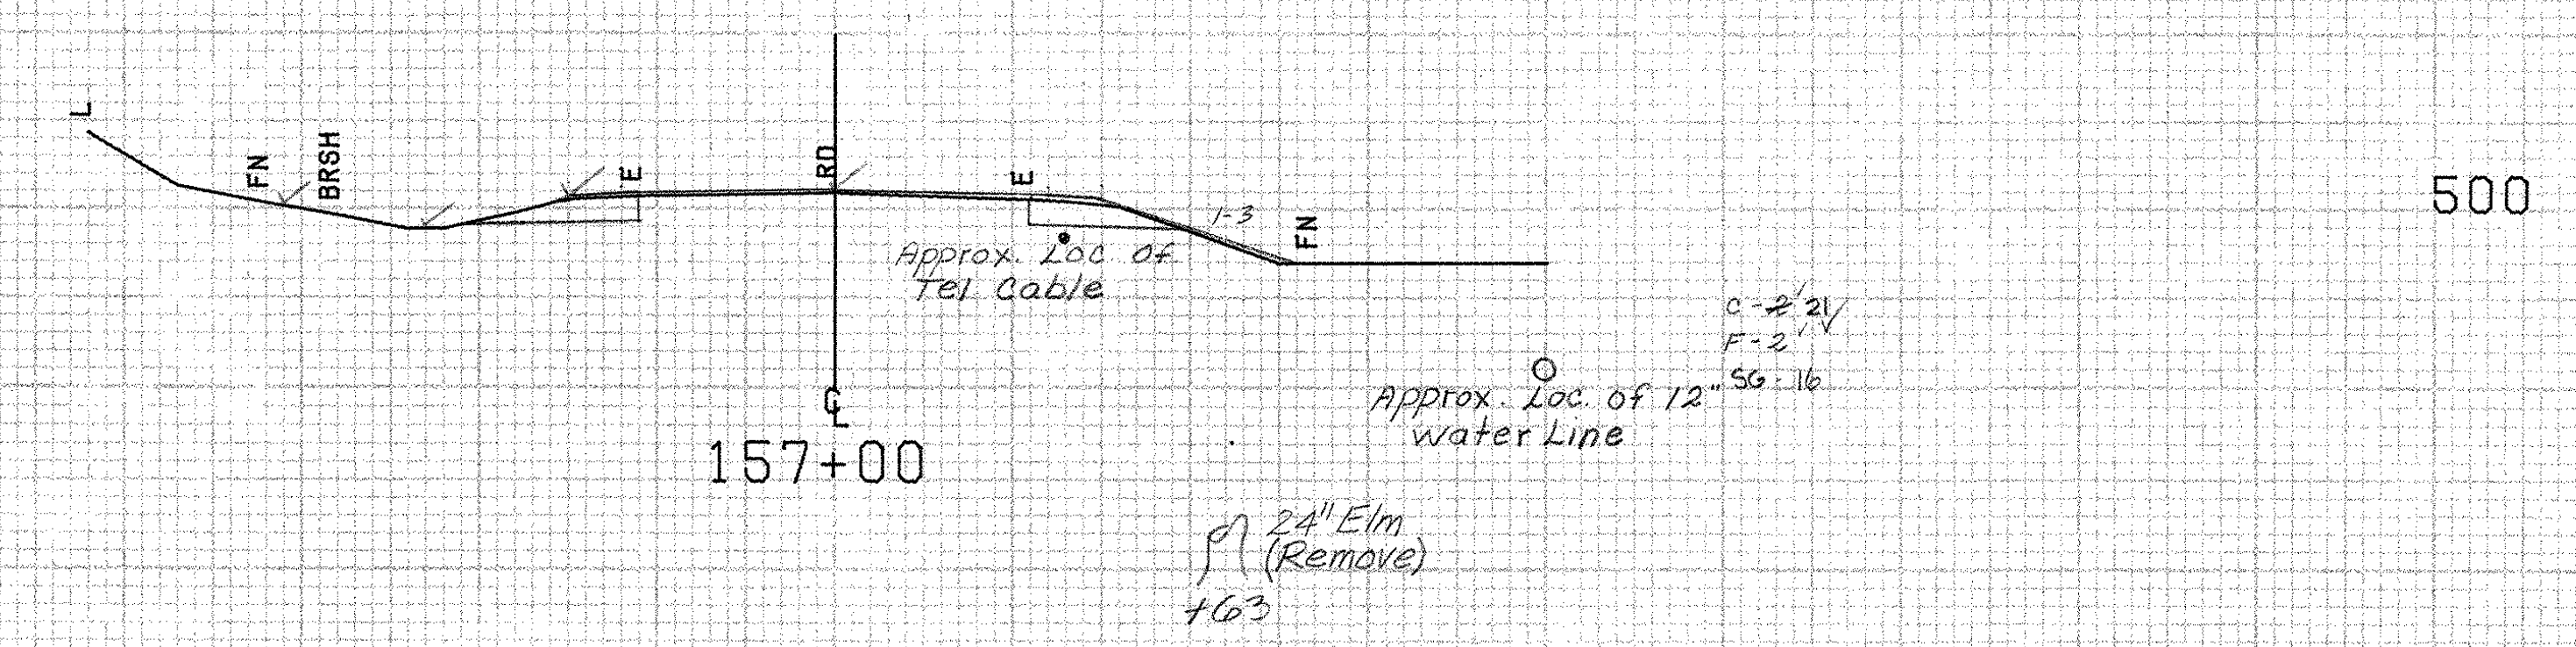 L
FN
BRSH
E
RD
E
1-3
FN
500
Approx. Loc. of
Tel Cable
C - 2 21
F - 2
SG - 16
Approx. Loc. of 12"
Water Line
℄
157+00
24" Elm
(Remove)
+63